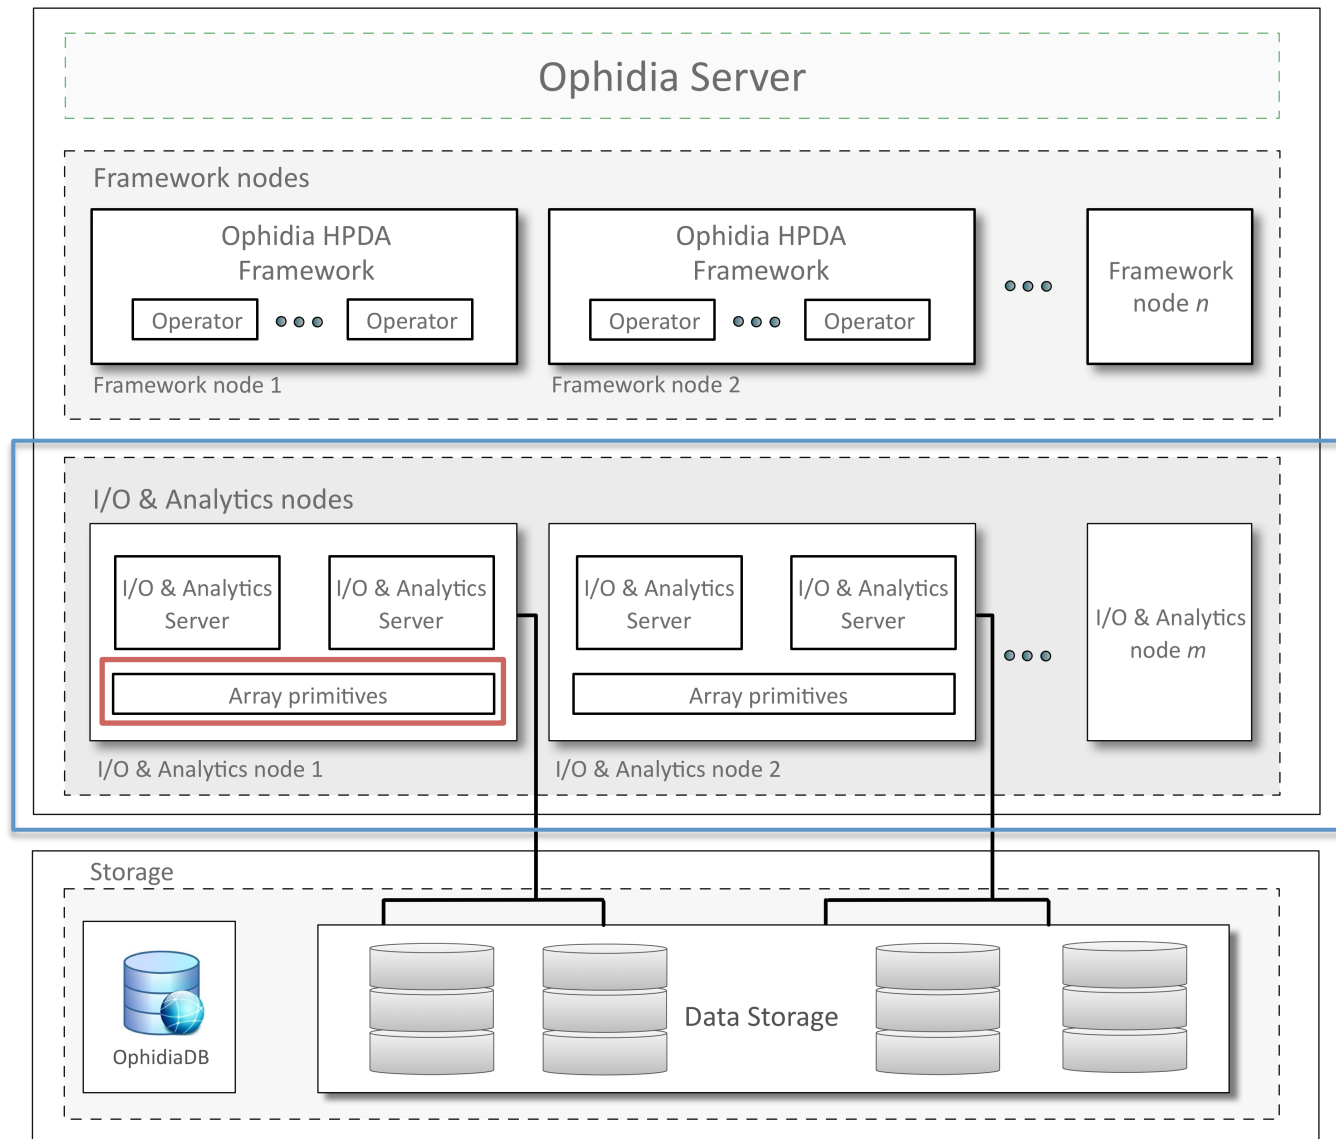 Ophidia Server
Framework nodes
Ophidia HPDA
Framework
Operator
Operator
Framework node 1
Ophidia HPDA
Framework
Operator
Operator
Framework node 2
Framework
node n
I/O & Analytics nodes
I/O & Analytics
Server
I/O & Analytics
Server
Array primitives
I/O & Analytics node 1
I/O & Analytics
Server
I/O & Analytics
Server
Array primitives
I/O & Analytics node 2
I/O & Analytics
node m
Storage
OphidiaDB
Data Storage